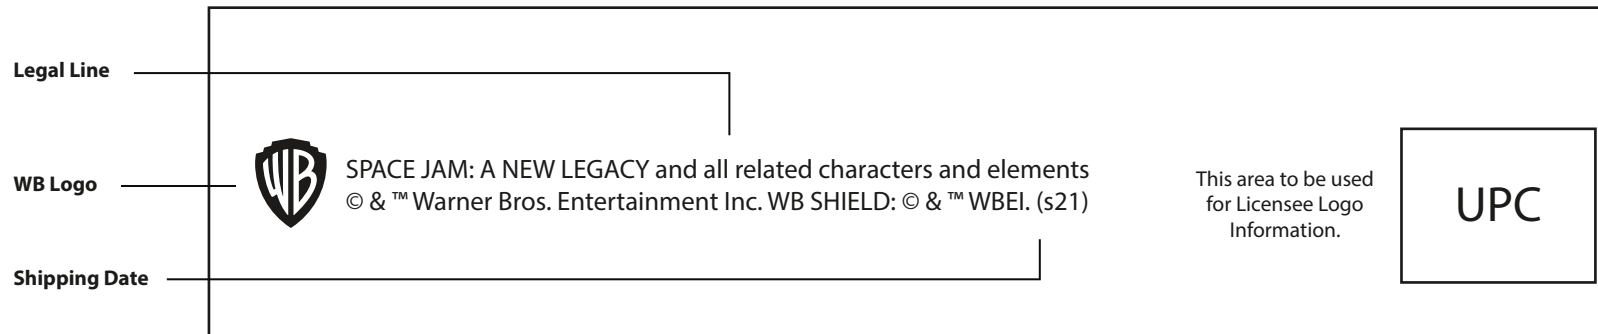 Legal Line
WB Logo
WB
SPACE JAM: A NEW LEGACY and all related characters and elements
© & ™ Warner Bros. Entertainment Inc. WB SHIELD: © & ™ WBEI. (s21)
Shipping Date
This area to be used
for Licensee Logo
Information.
UPC